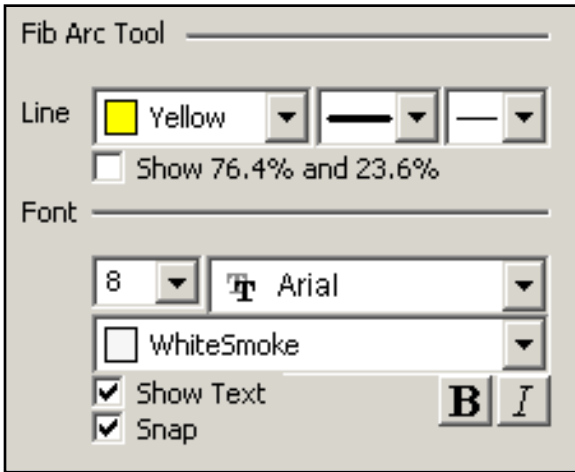 Fib Arc Tool
Line Yellow
Show 76.4% and 23.6%
Font
8 Arial
WhiteSmoke
Show Text B I
Snap